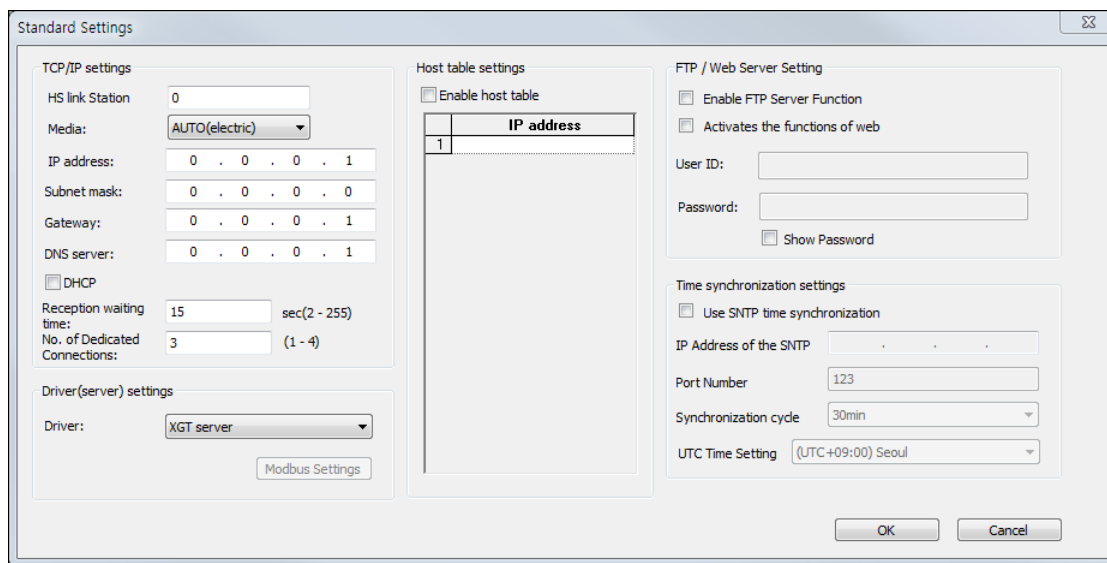 Standard Settings
TCP/IP settings
HS link Station 0
Media: AUTO(electric)
IP address: 0 . 0 . 0 . 1
Subnet mask: 0 . 0 . 0 . 0
Gateway: 0 . 0 . 0 . 1
DNS server: 0 . 0 . 0 . 1
DHCP
Reception waiting
time: 15 sec(2 - 255)
No. of Dedicated
Connections: 3 (1 - 4)
Driver(server) settings
Driver: XGT server
Modbus Settings
Host table settings
Enable host table
IP address
1
FTP / Web Server Setting
Enable FTP Server Function
Activates the functions of web
User ID:
Password:
Show Password
Time synchronization settings
Use SNTP time synchronization
IP Address of the SNTP . . .
Port Number 123
Synchronization cycle 30min
UTC Time Setting (UTC+09:00) Seoul
OK Cancel